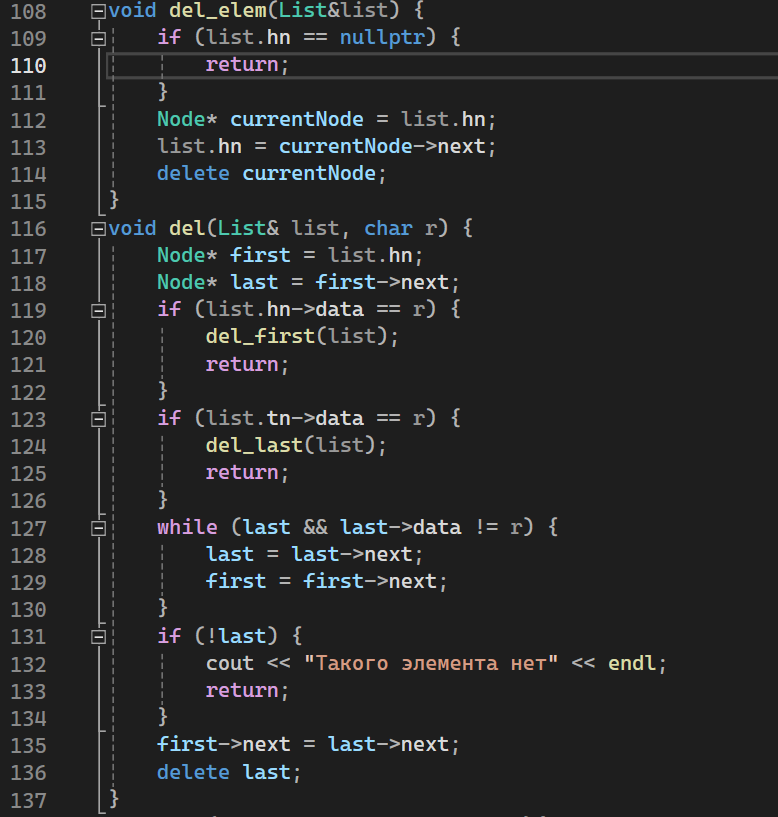 108 void del_elem(List&list) {
109     if (list.hn == nullptr) {
110         return;
111     }
112     Node* currentNode = list.hn;
113     list.hn = currentNode->next;
114     delete currentNode;
115 }
116 void del(List& list, char r) {
117     Node* first = list.hn;
118     Node* last = first->next;
119     if (list.hn->data == r) {
120         del_first(list);
121         return;
122     }
123     if (list.tn->data == r) {
124         del_last(list);
125         return;
126     }
127     while (last && last->data != r) {
128         last = last->next;
129         first = first->next;
130     }
131     if (!last) {
132         cout << "Такого элемента нет" << endl;
133         return;
134     }
135     first->next = last->next;
136     delete last;
137 }